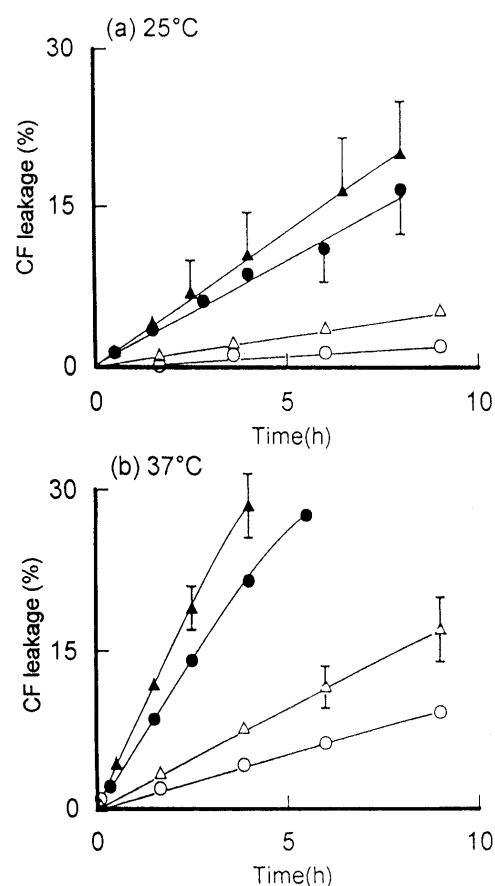 (a) 25°C
30
15
0
CF leakage (%)
0 5 10
Time(h)
(b) 37°C
30
15
0
CF leakage (%)
0 5 10
Time(h)